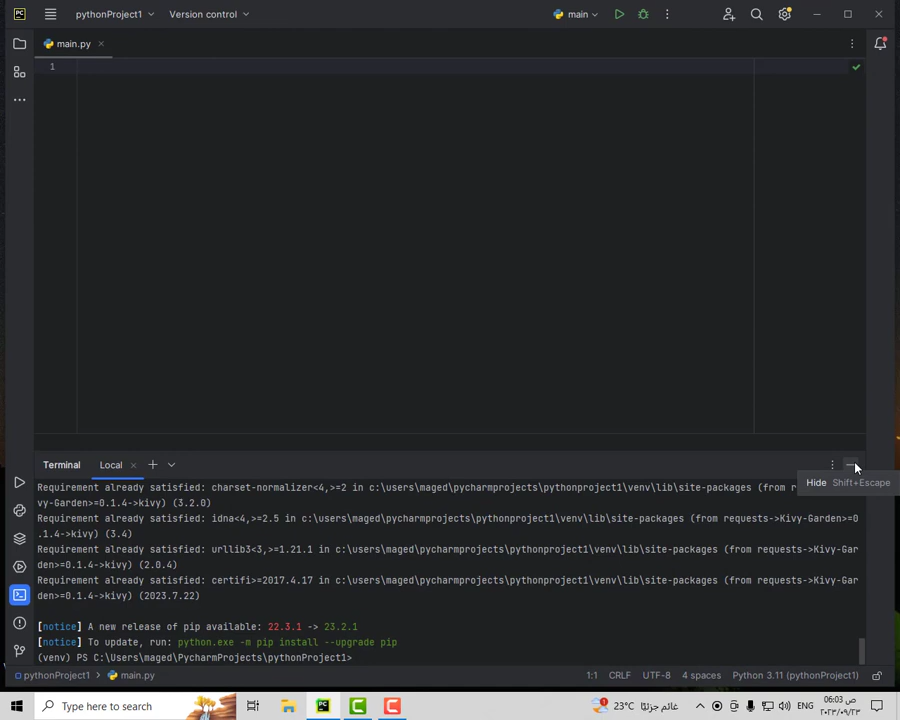 PC pythonProject1 Version control main
main.py
1
Terminal Local
Hide Shift+Escape
Requirement already satisfied: charset-normalizer<4,>=2 in c:\users\maged\pycharmprojects\pythonproject1\venv\lib\site-packages (from r
vy-Garden>=0.1.4->kivy) (3.2.0)
Requirement already satisfied: idna<4,>=2.5 in c:\users\maged\pycharmprojects\pythonproject1\venv\lib\site-packages (from requests->Kivy-Garden>=0
.1.4->kivy) (3.4)
Requirement already satisfied: urllib3<3,>=1.21.1 in c:\users\maged\pycharmprojects\pythonproject1\venv\lib\site-packages (from requests->Kivy-Gar
den>=0.1.4->kivy) (2.0.4)
Requirement already satisfied: certifi>=2017.4.17 in c:\users\maged\pycharmprojects\pythonproject1\venv\lib\site-packages (from requests->Kivy-Gar
den>=0.1.4->kivy) (2023.7.22)
[notice] A new release of pip available: 22.3.1 -> 23.2.1
[notice] To update, run: python.exe -m pip install --upgrade pip
(venv) PS C:\Users\maged\PycharmProjects\pythonProject1>
pythonProject1 main.py 1:1 CRLF UTF-8 4 spaces Python 3.11 (pythonProject1)
Type here to search PC 1 23°C غائم جزئيًا 06:03 ص
٢٠٢٣/٠٩/٢٣